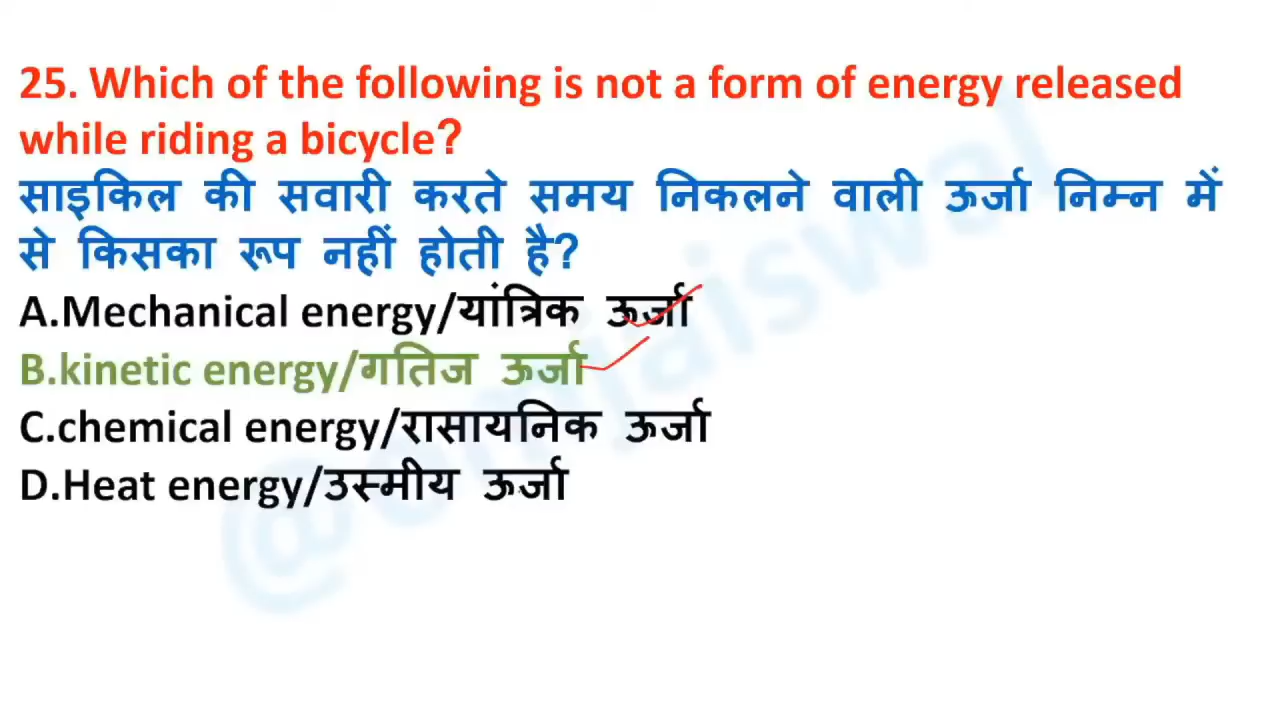 25. Which of the following is not a form of energy released
while riding a bicycle?
साइकिल की सवारी करते समय निकलने वाली ऊर्जा निम्न में
से किसका रूप नहीं होती है?
A.Mechanical energy/यांत्रिक ऊर्जा
B.kinetic energy/गतिज ऊर्जा
C.chemical energy/रासायनिक ऊर्जा
D.Heat energy/उस्मीय ऊर्जा